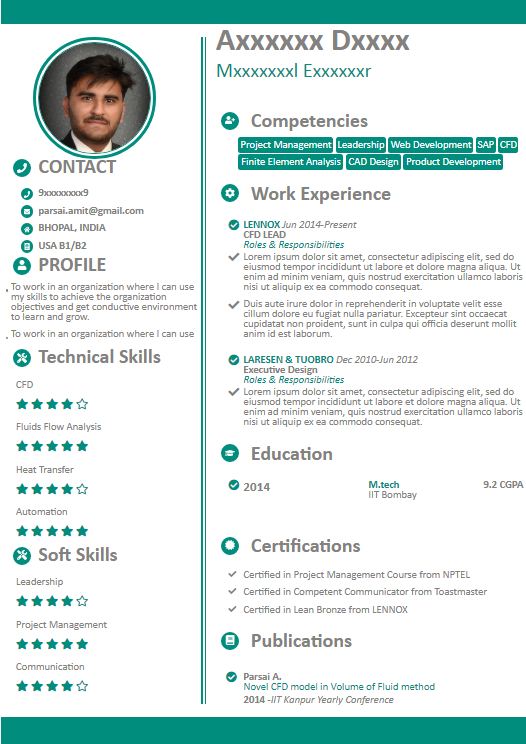 Axxxxxx Dxxxx
Mxxxxxxxl Exxxxxxr
CONTACT
9xxxxxxxx9
parsai.amit@gmail.com
BHOPAL, INDIA
USA B1/B2
PROFILE
To work in an organization where I can use
my skills to achieve the organization
objectives and get conductive environment
to learn and grow.
To work in an organization where I can use
Technical Skills
CFD
Fluids Flow Analysis
Heat Transfer
Automation
Soft Skills
Leadership
Project Management
Communication
Competencies
Project Management Leadership Web Development SAP CFD
Finite Element Analysis CAD Design Product Development
Work Experience
LENNOX Jun 2014-Present
CFD LEAD
Roles & Responsibilities
Lorem ipsum dolor sit amet, consectetur adipiscing elit, sed do
eiusmod tempor incididunt ut labore et dolore magna aliqua. Ut
enim ad minim veniam, quis nostrud exercitation ullamco laboris
nisi ut aliquip ex ea commodo consequat.
Duis aute irure dolor in reprehenderit in voluptate velit esse
cillum dolore eu fugiat nulla pariatur. Excepteur sint occaecat
cupidatat non proident, sunt in culpa qui officia deserunt mollit
anim id est laborum.
LARESEN & TUOBRO Dec 2010-Jun 2012
Executive Design
Roles & Responsibilities
Lorem ipsum dolor sit amet, consectetur adipiscing elit, sed do
eiusmod tempor incididunt ut labore et dolore magna aliqua. Ut
enim ad minim veniam, quis nostrud exercitation ullamco laboris
nisi ut aliquip ex ea commodo consequat.
Education
2014 M.tech 9.2 CGPA
IIT Bombay
Certifications
Certified in Project Management Course from NPTEL
Certified in Competent Communicator from Toastmaster
Certified in Lean Bronze from LENNOX
Publications
Parsai A.
Novel CFD model in Volume of Fluid method
2014 -IIT Kanpur Yearly Conference